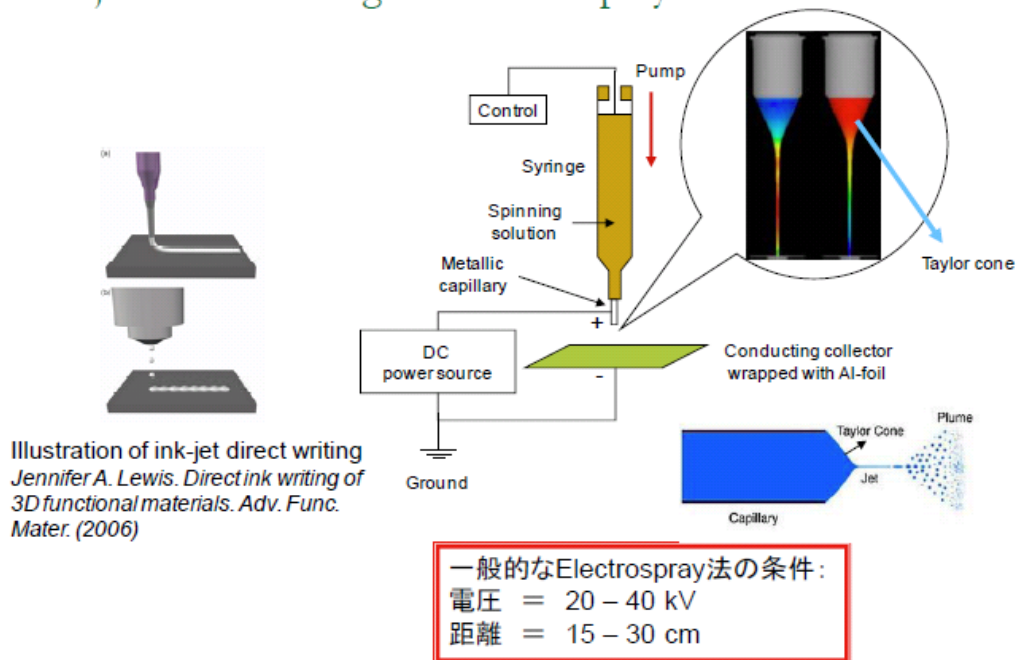 Pump
Control
(a)
Syringe
Spinning
solution
Taylor cone
Metallic
capillary
(b)
+
DC
power source
Conducting collector
wrapped with Al-foil
-
Plume
Taylor Cone
Jet
Illustration of ink-jet direct writing
Jennifer A. Lewis. Direct ink writing of
3D functional materials. Adv. Func.
Mater. (2006)
Ground
Capillary
一般的なElectrospray法の条件:
電圧 = 20 – 40 kV
距離 = 15 – 30 cm